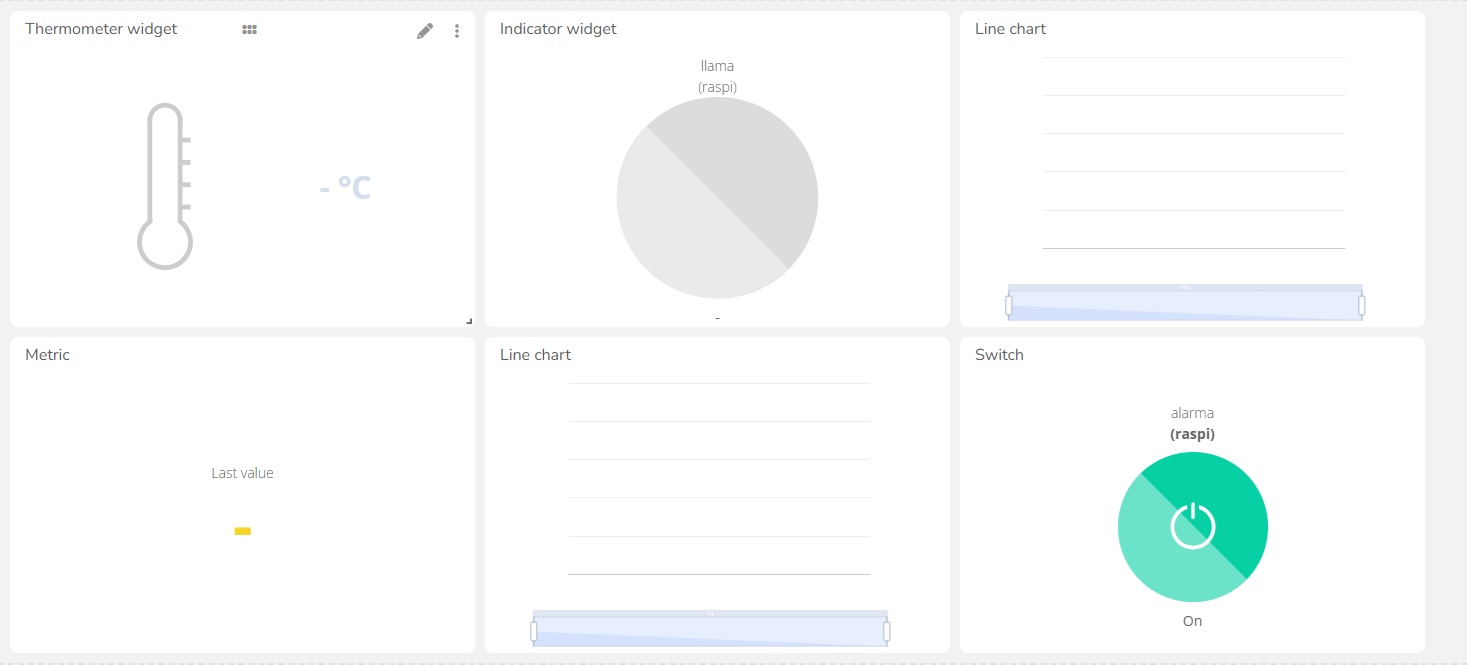 Thermometer widget
- °C
Indicator widget
llama
(raspi)
-
Line chart
Metric
Last value
-
Line chart
Switch
alarma
(raspi)
On